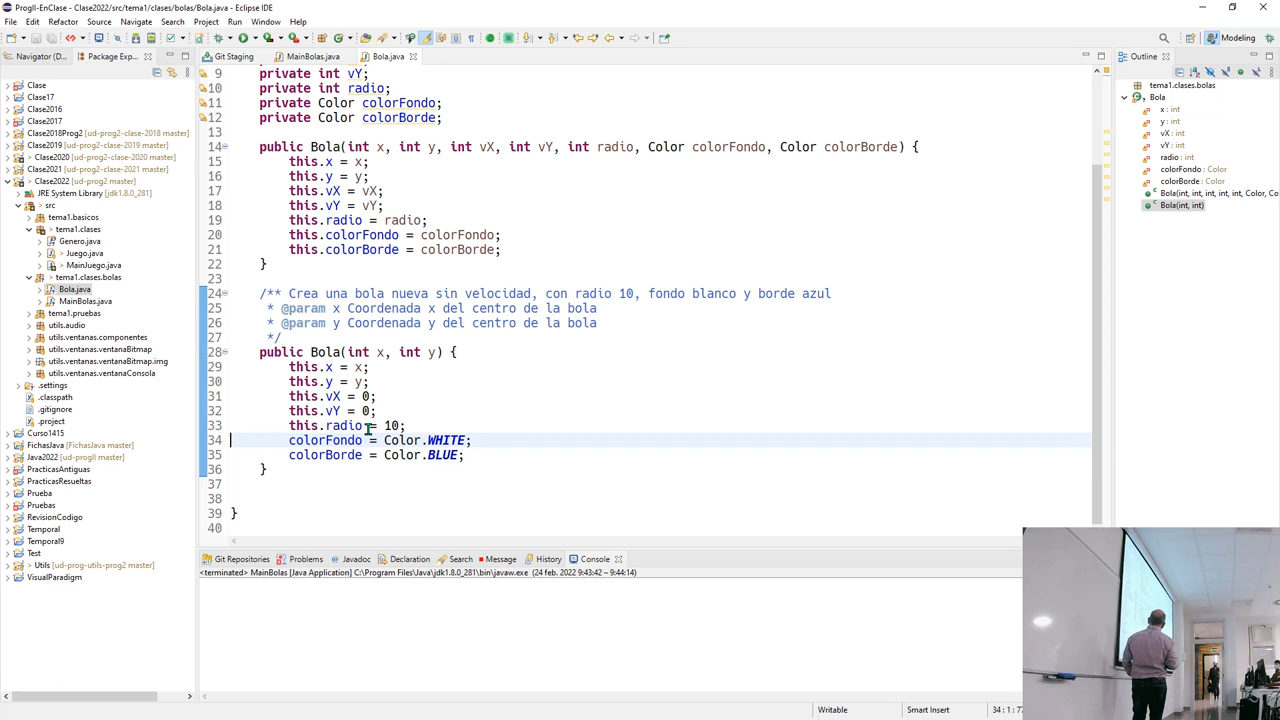 ProgII-EnClase - Clase2022/src/tema1/clases/bolas/Bola.java - Eclipse IDE
File Edit Refactor Source Navigate Search Project Run Window Help
Modeling
Navigator (D... Package Exp...
Clase
Clase17
Clase2016
Clase2018Prog2 [ud-prog2-clase-2018 master]
Clase2019 [ud-prog2-clase-2019 master]
> Clase2020 [ud-prog2-clase-2020 master]
Clase2021 [ud-prog2-clase-2021 master]
> Clase2022 [ud-prog2 master]
JRE System Library [jdk1.8.0_281]
> src
tema1.basicos
> tema1.clases
Genero.java
> Juego.java
> MainJuego.java
> tema1.clases.bolas
Bola.java
MainBolas.java
tema1.pruebas
utils.audio
utils.ventanas.componentes
utils.ventanas.ventanaBitmap
utils.ventanas.ventanaBitmap.img
utils.ventanas.ventanaConsola
.settings
.classpath
.gitignore
.project
Curso1415
FichasJava [FichasJava master]
Java2022 [ud-progII master]
PracticasAntiguas
PracticasResueltas
Prueba
Pruebas
RevisionCodigo
Temporal
Temporal9
Test
> Utils [ud-prog-utils-prog2 master]
VisualParadigm
Git Staging MainBolas.java Bola.java
9 private int vY;
10 private int radio;
11 private Color colorFondo;
12 private Color colorBorde;
13
14 public Bola(int x, int y, int vX, int vY, int radio, Color colorFondo, Color colorBorde) {
15 this.x = x;
16 this.y = y;
17 this.vX = vX;
18 this.vY = vY;
19 this.radio = radio;
20 this.colorFondo = colorFondo;
21 this.colorBorde = colorBorde;
22 }
23
24 /** Crea una bola nueva sin velocidad, con radio 10, fondo blanco y borde azul
25 * @param x Coordenada x del centro de la bola
26 * @param y Coordenada y del centro de la bola
27 */
28 public Bola(int x, int y) {
29 this.x = x;
30 this.y = y;
31 this.vX = 0;
32 this.vY = 0;
33 this.radio = 10;
34 colorFondo = Color.WHITE;
35 colorBorde = Color.BLUE;
36 }
37
38
39 }
40
Git Repositories Problems Javadoc Declaration Search Message History Console
<terminated> MainBolas [Java Application] C:\Program Files\Java\jdk1.8.0_281\bin\javaw.exe (24 feb. 2022 9:43:42 – 9:44:14)
Outline
tema1.clases.bolas
Bola
x : int
y : int
vX : int
vY : int
radio : int
colorFondo : Color
colorBorde : Color
Bola(int, int, int, int, int, Color, Co
Bola(int, int)
Writable Smart Insert 34 : 1 : 77